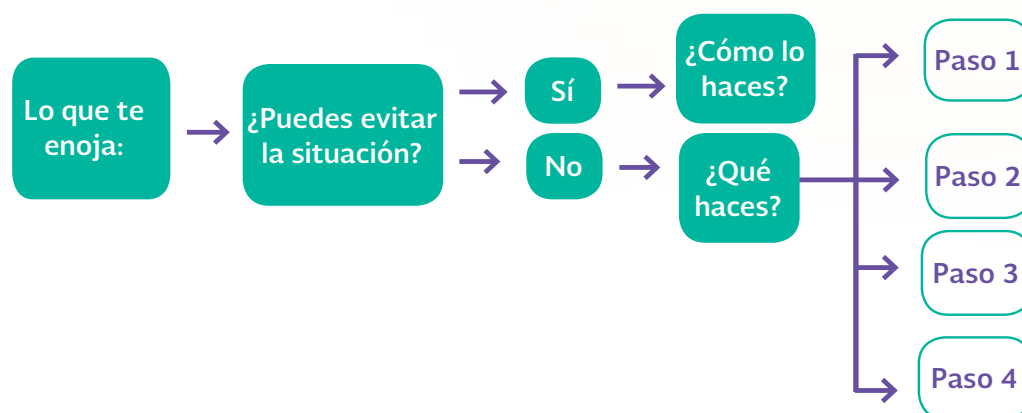 Lo que te
enoja:
¿Puedes evitar
la situación?
Sí
¿Cómo lo
haces?
No
¿Qué
haces?
Paso 1
Paso 2
Paso 3
Paso 4